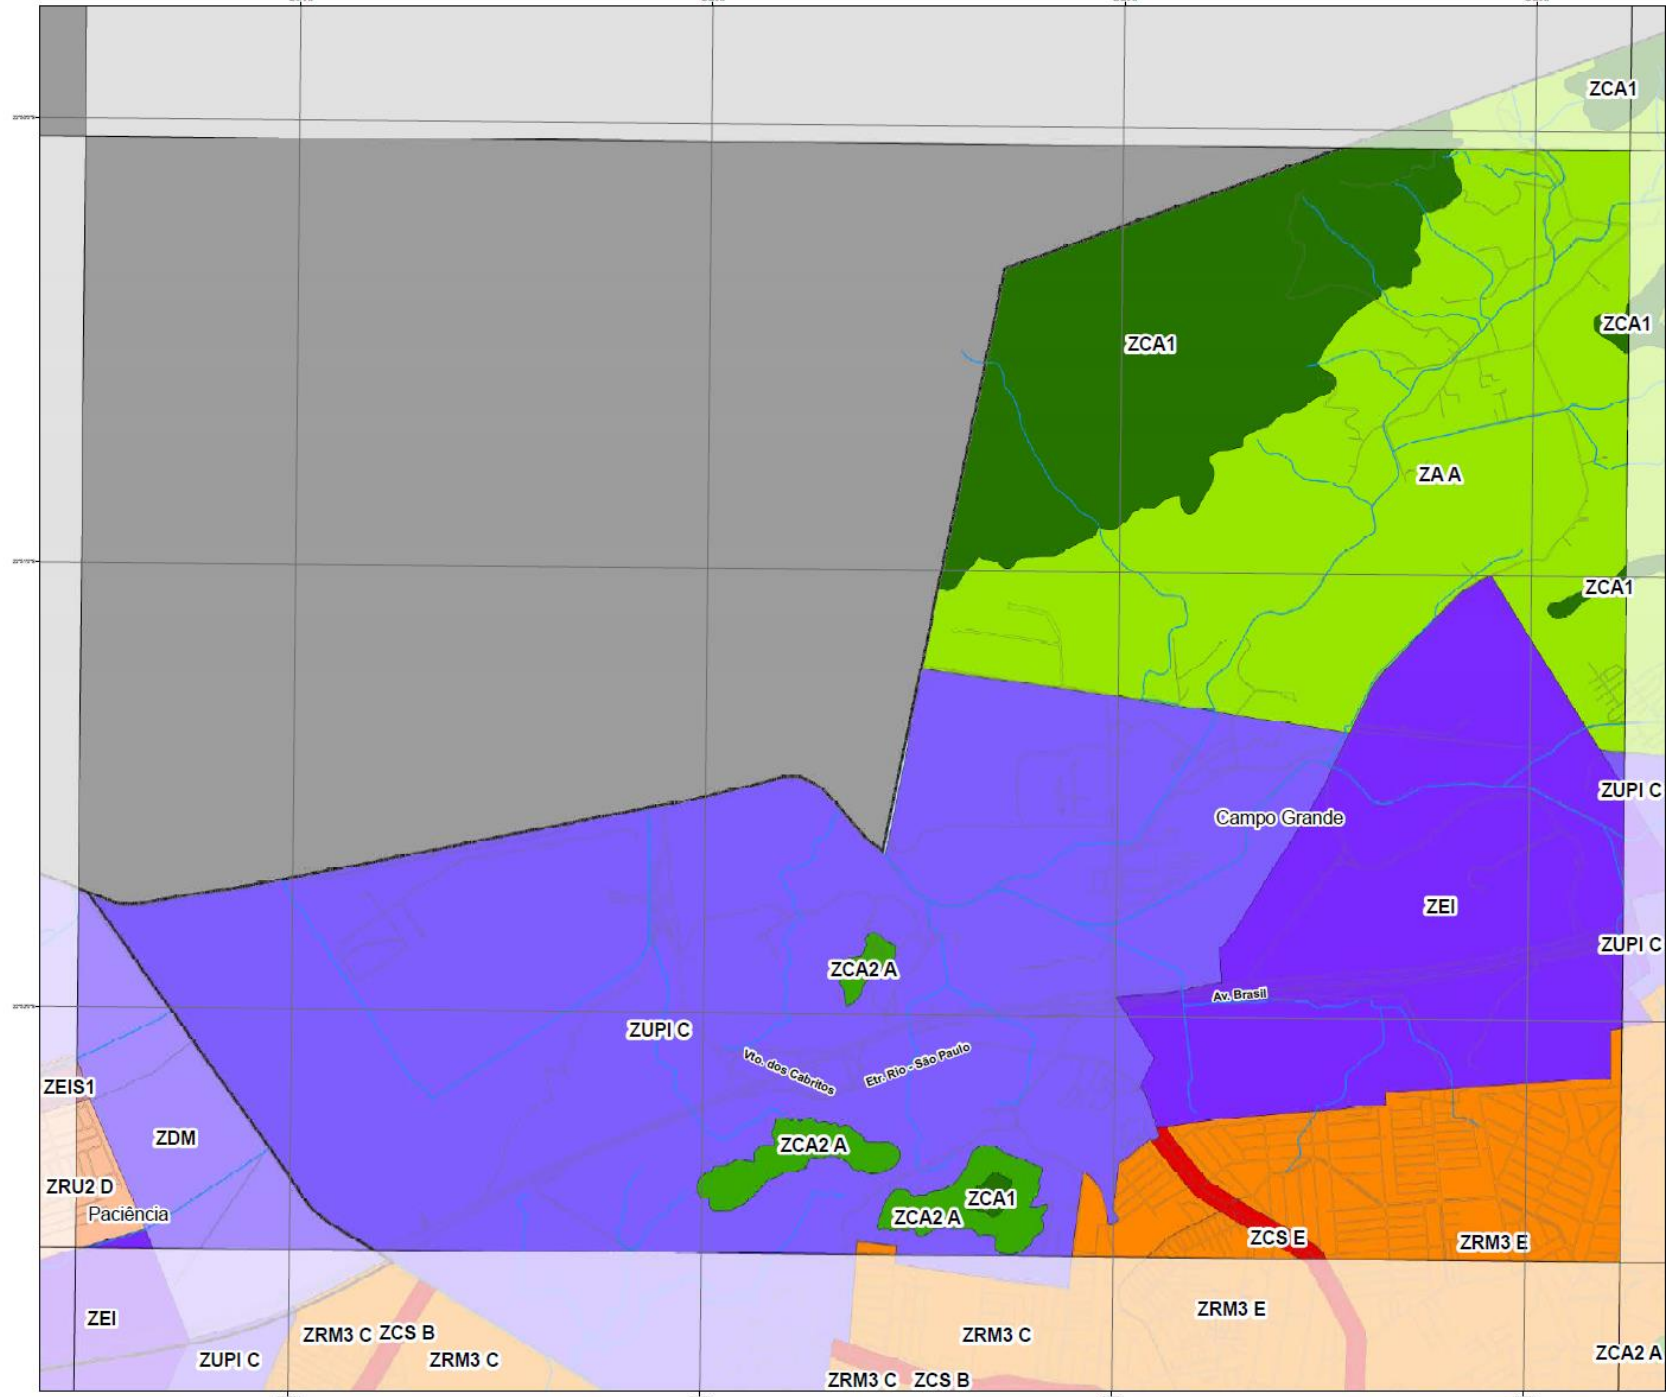 ZCA1
ZCA1
ZCA1
ZA A
ZCA1
ZUPI C
Campo Grande
ZEI
ZUPI C
ZCA2 A
Av. Brasil
ZUPI C
Vto. dos Cabritos
Etr. Rio - São Paulo
ZEIS1
ZDM
ZCA2 A
ZRU2 D
ZCA1
Paciência
ZCA2 A
ZCS E
ZRM3 E
ZEI
ZRM3 E
ZRM3 C
ZCS B
ZRM3 C
ZUPI C
ZRM3 C
ZCA2 A
ZRM3 C
ZCS B